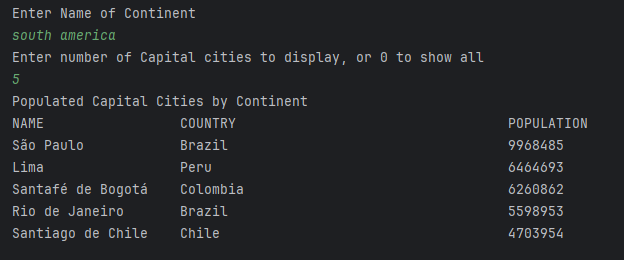 Enter Name of Continent
south america
Enter number of Capital cities to display, or 0 to show all
5
Populated Capital Cities by Continent
NAME COUNTRY POPULATION
São Paulo Brazil 9968485
Lima Peru 6464693
Santafé de Bogotá Colombia 6260862
Rio de Janeiro Brazil 5598953
Santiago de Chile Chile 4703954